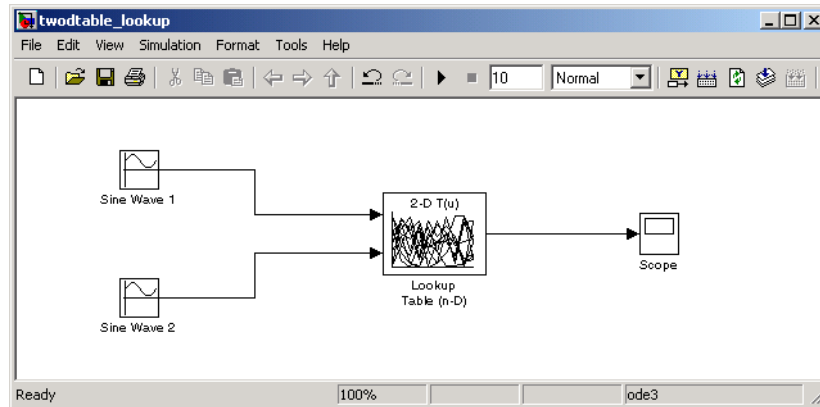 twodtable_lookup
File Edit View Simulation Format Tools Help
10 Normal
Sine Wave 1
2-D T(u)
Lookup
Table (n-D)
Scope
Sine Wave 2
Ready 100% ode3